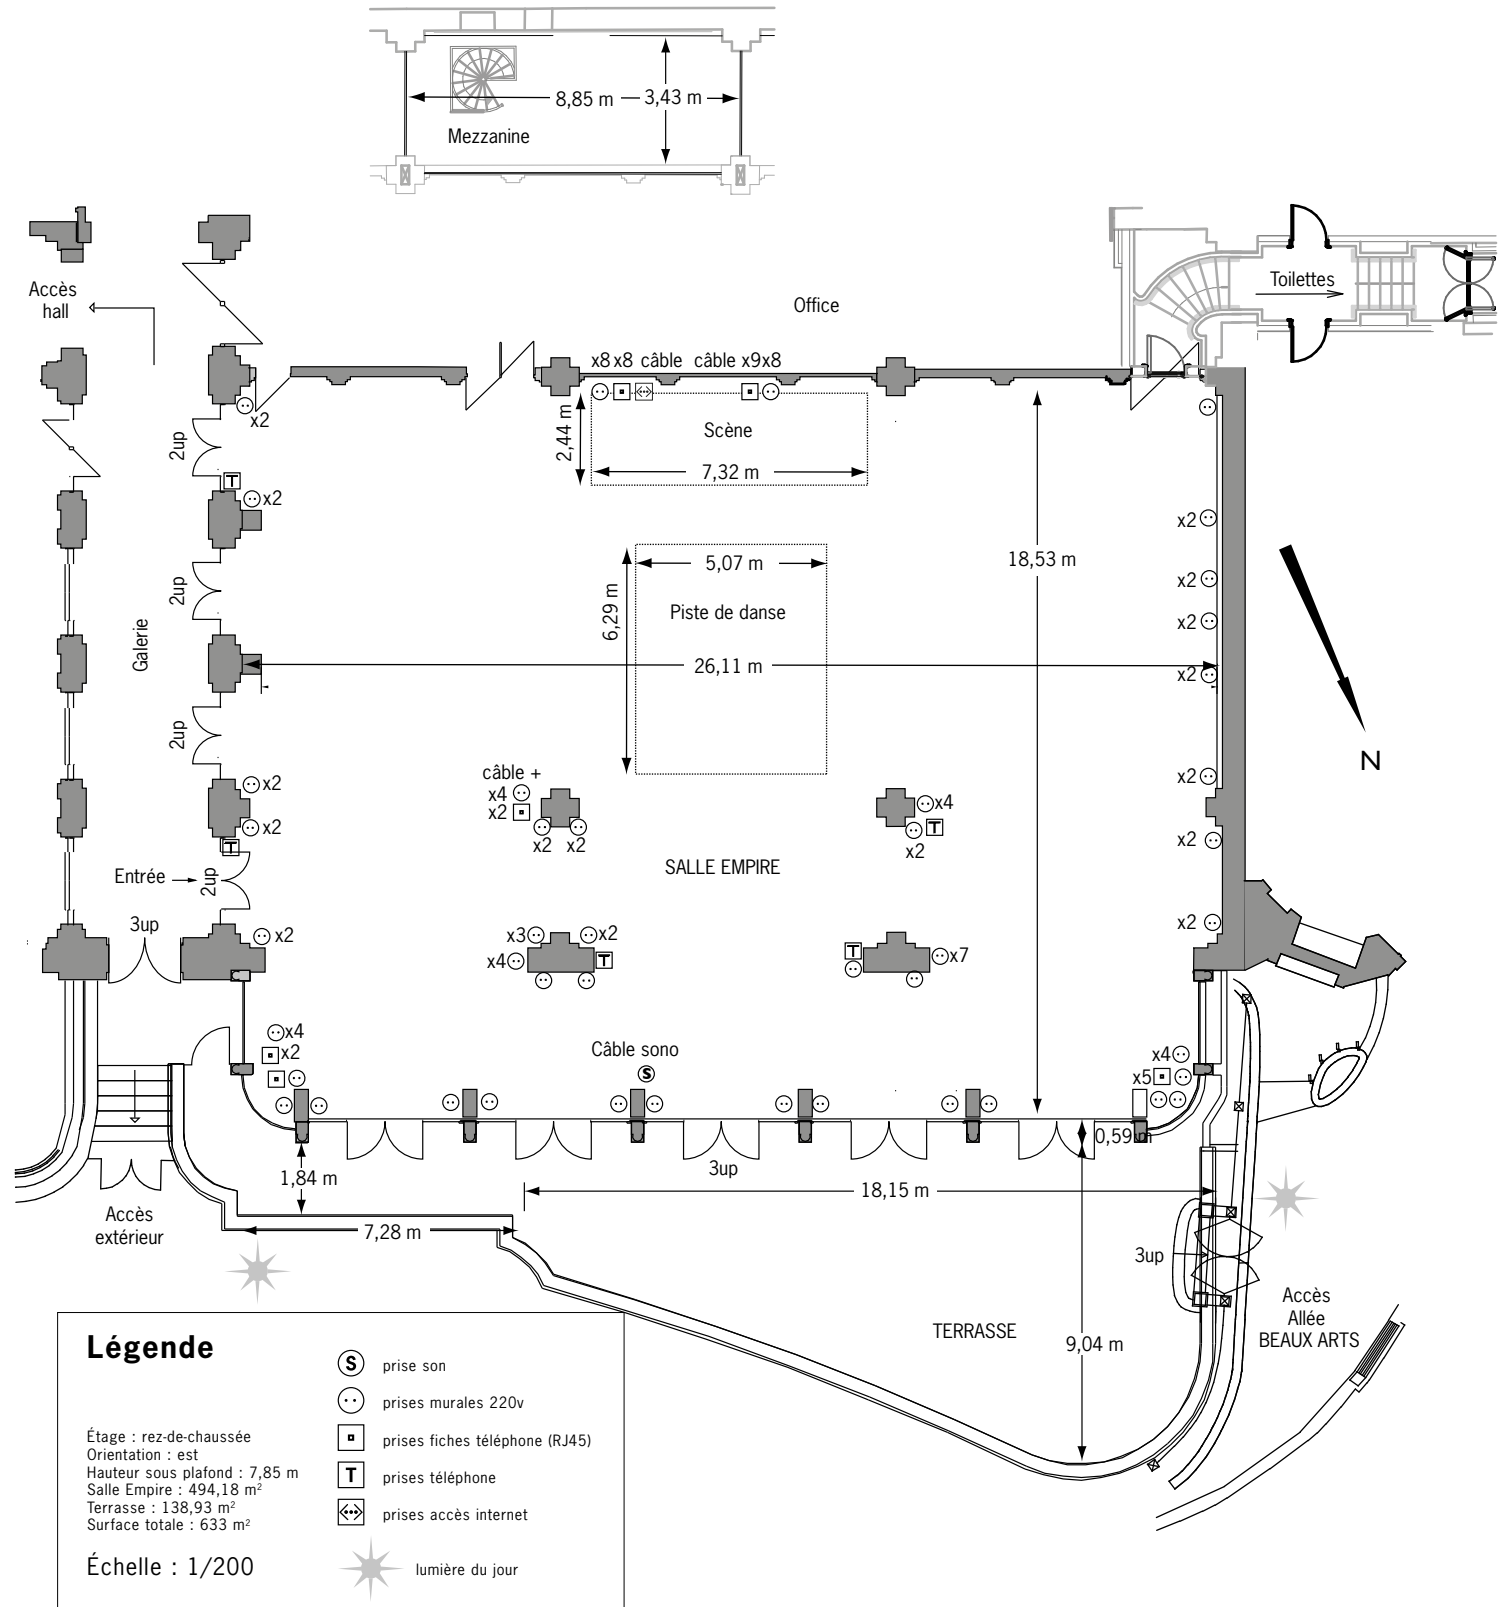 8,85 m
3,43 m
Mezzanine
Accès
hall
Office
Toilettes
x8 x8 câble
câble x9 x8
x2
2up
T
x2
Scène
2,44 m
7,32 m
18,53 m
x2
x2
x2
x2
x2
x2
x2
5,07 m
6,29 m
Piste de danse
26,11 m
N
2up
Galerie
2up
x2
x2
T
câble +
x4
x2
x2
x2
x4
T
x2
SALLE EMPIRE
Entrée
2up
3up
x2
x3
x2
x4
T
T
x7
x4
x2
Câble sono
S
x4
x5
0,59 m
1,84 m
3up
18,15 m
7,28 m
Accès
extérieur
3up
TERRASSE
9,04 m
Accès
Allée
BEAUX ARTS
Légende
Étage : rez-de-chaussée
Orientation : est
Hauteur sous plafond : 7,85 m
Salle Empire : 494,18 m²
Terrasse : 138,93 m²
Surface totale : 633 m²
Échelle : 1/200
S prise son
prises murales 220v
prises fiches téléphone (RJ45)
T prises téléphone
prises accès internet
lumière du jour